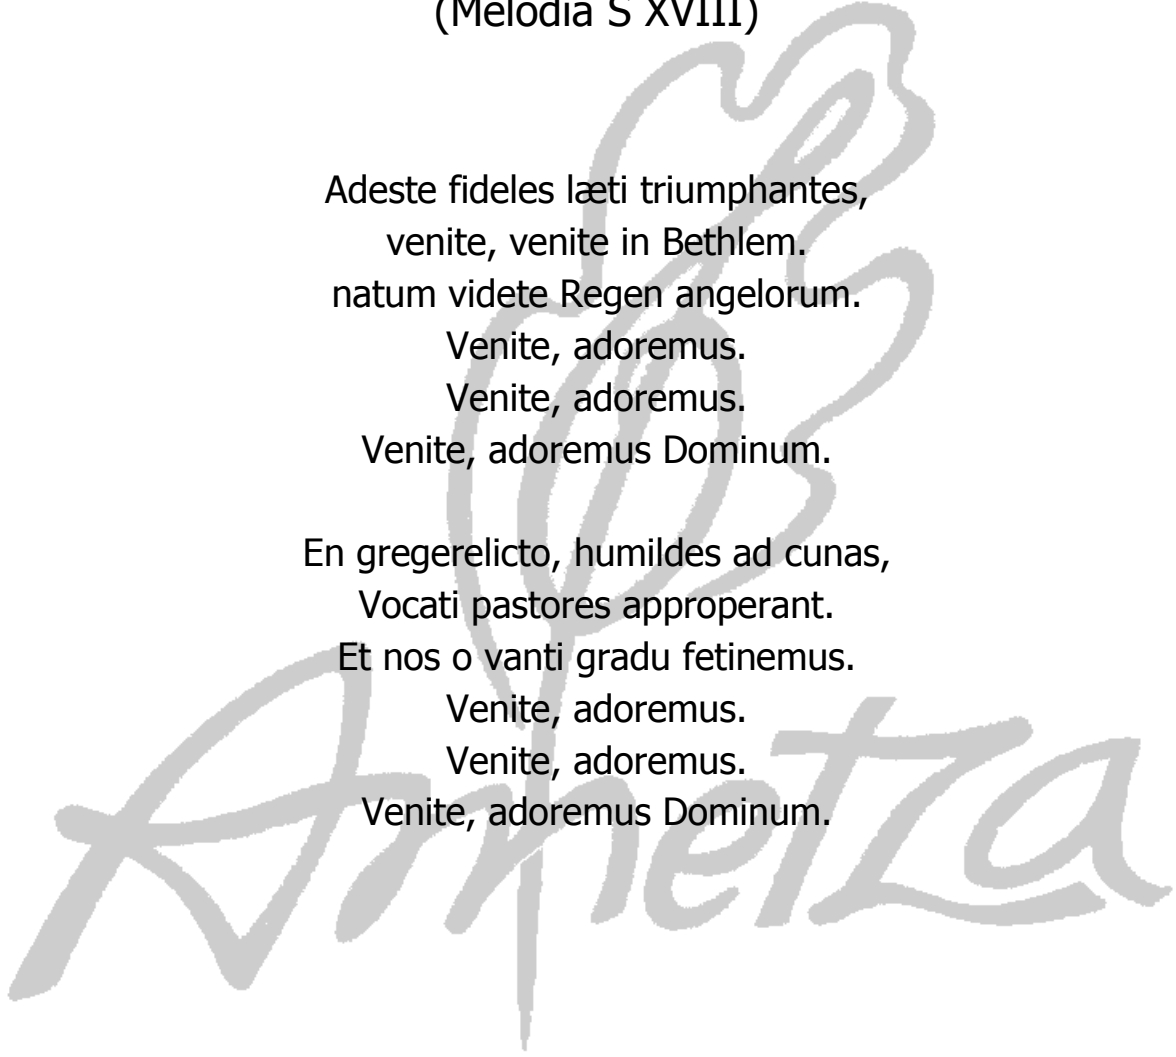 (Melodia S XVIII)
Adeste fideles læti triumphantes,
venite, venite in Bethlem.
natum videte Regen angelorum.
Venite, adoremus.
Venite, adoremus.
Venite, adoremus Dominum.
En gregerelicto, humildes ad cunas,
Vocati pastores approperant.
Et nos o vanti gradu fetinemus.
Venite, adoremus.
Venite, adoremus.
Venite, adoremus Dominum.
Ametza